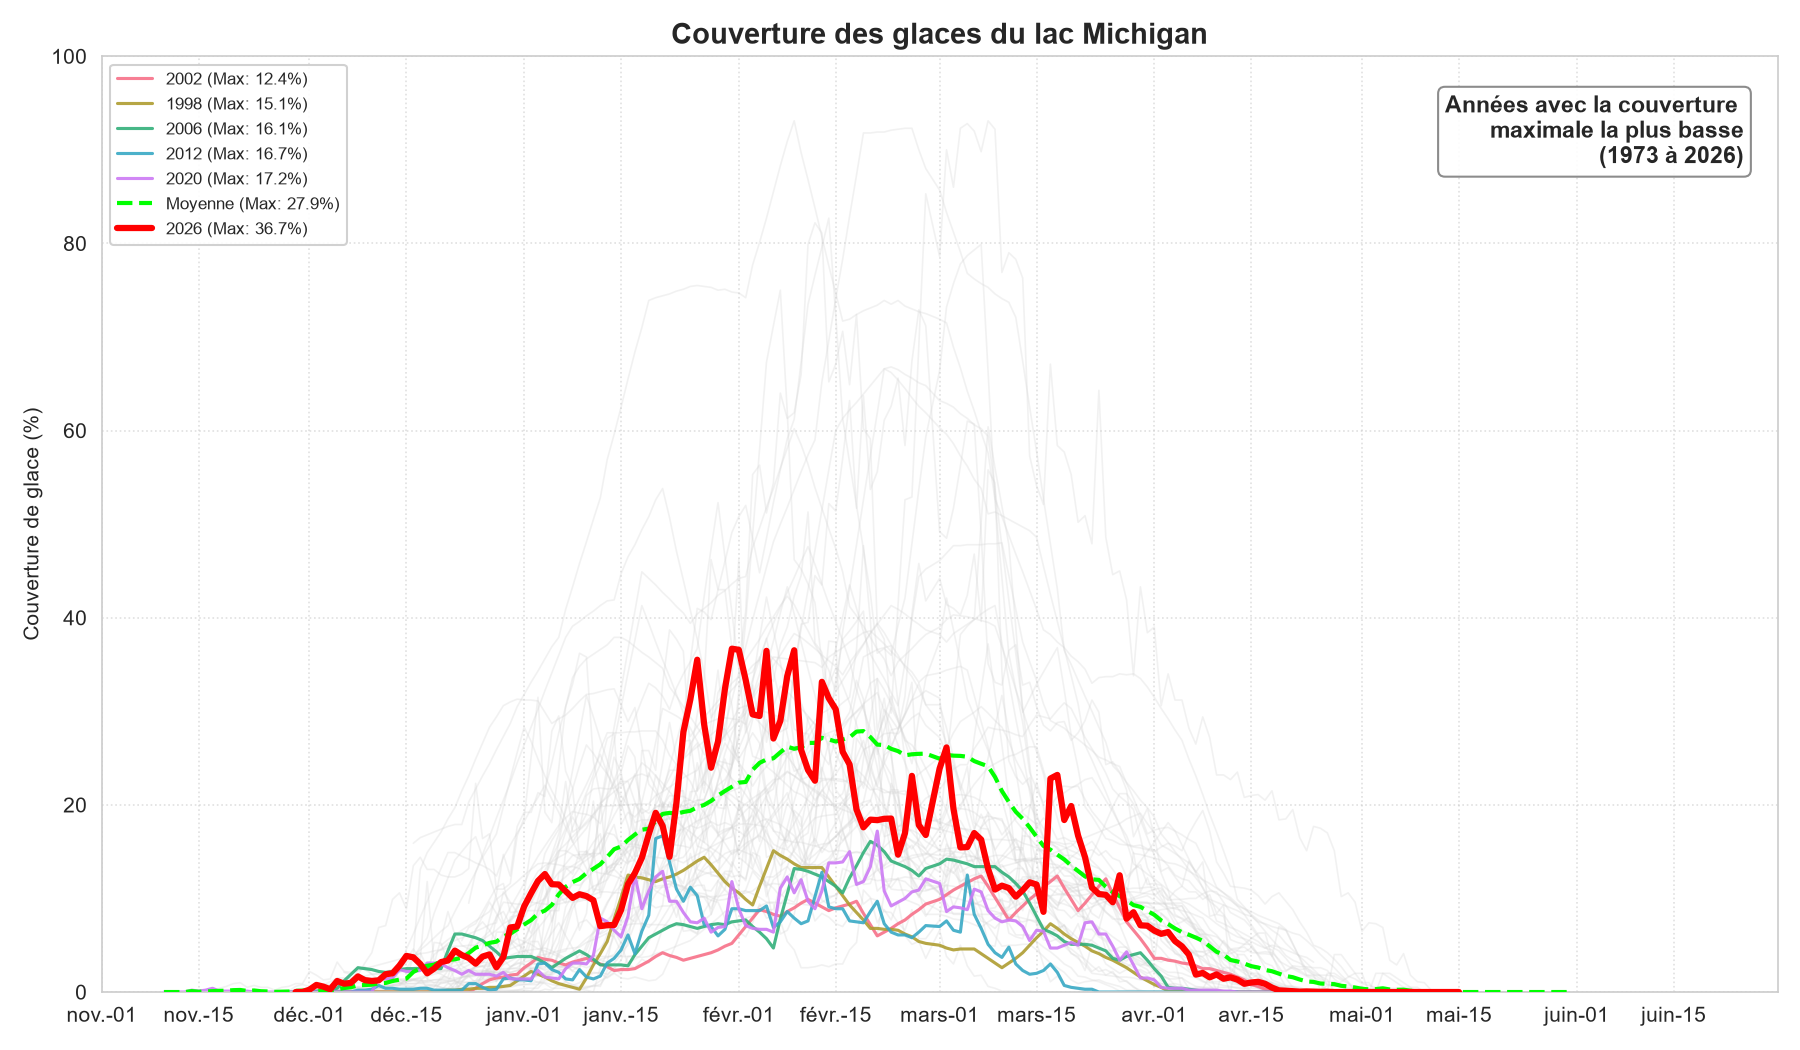 Couverture des glaces du lac Michigan
100
80
60
40
20
0
Couverture de glace (%)
2002 (Max: 12.4%)
1998 (Max: 15.1%)
2006 (Max: 16.1%)
2012 (Max: 16.7%)
2020 (Max: 17.2%)
Moyenne (Max: 27.9%)
2026 (Max: 36.7%)
Années avec la couverture
maximale la plus basse
(1973 à 2026)
nov.-01 nov.-15 déc.-01 déc.-15 janv.-01 janv.-15 févr.-01 févr.-15 mars-01 mars-15 avr.-01 avr.-15 mai-01 mai-15 juin-01 juin-15